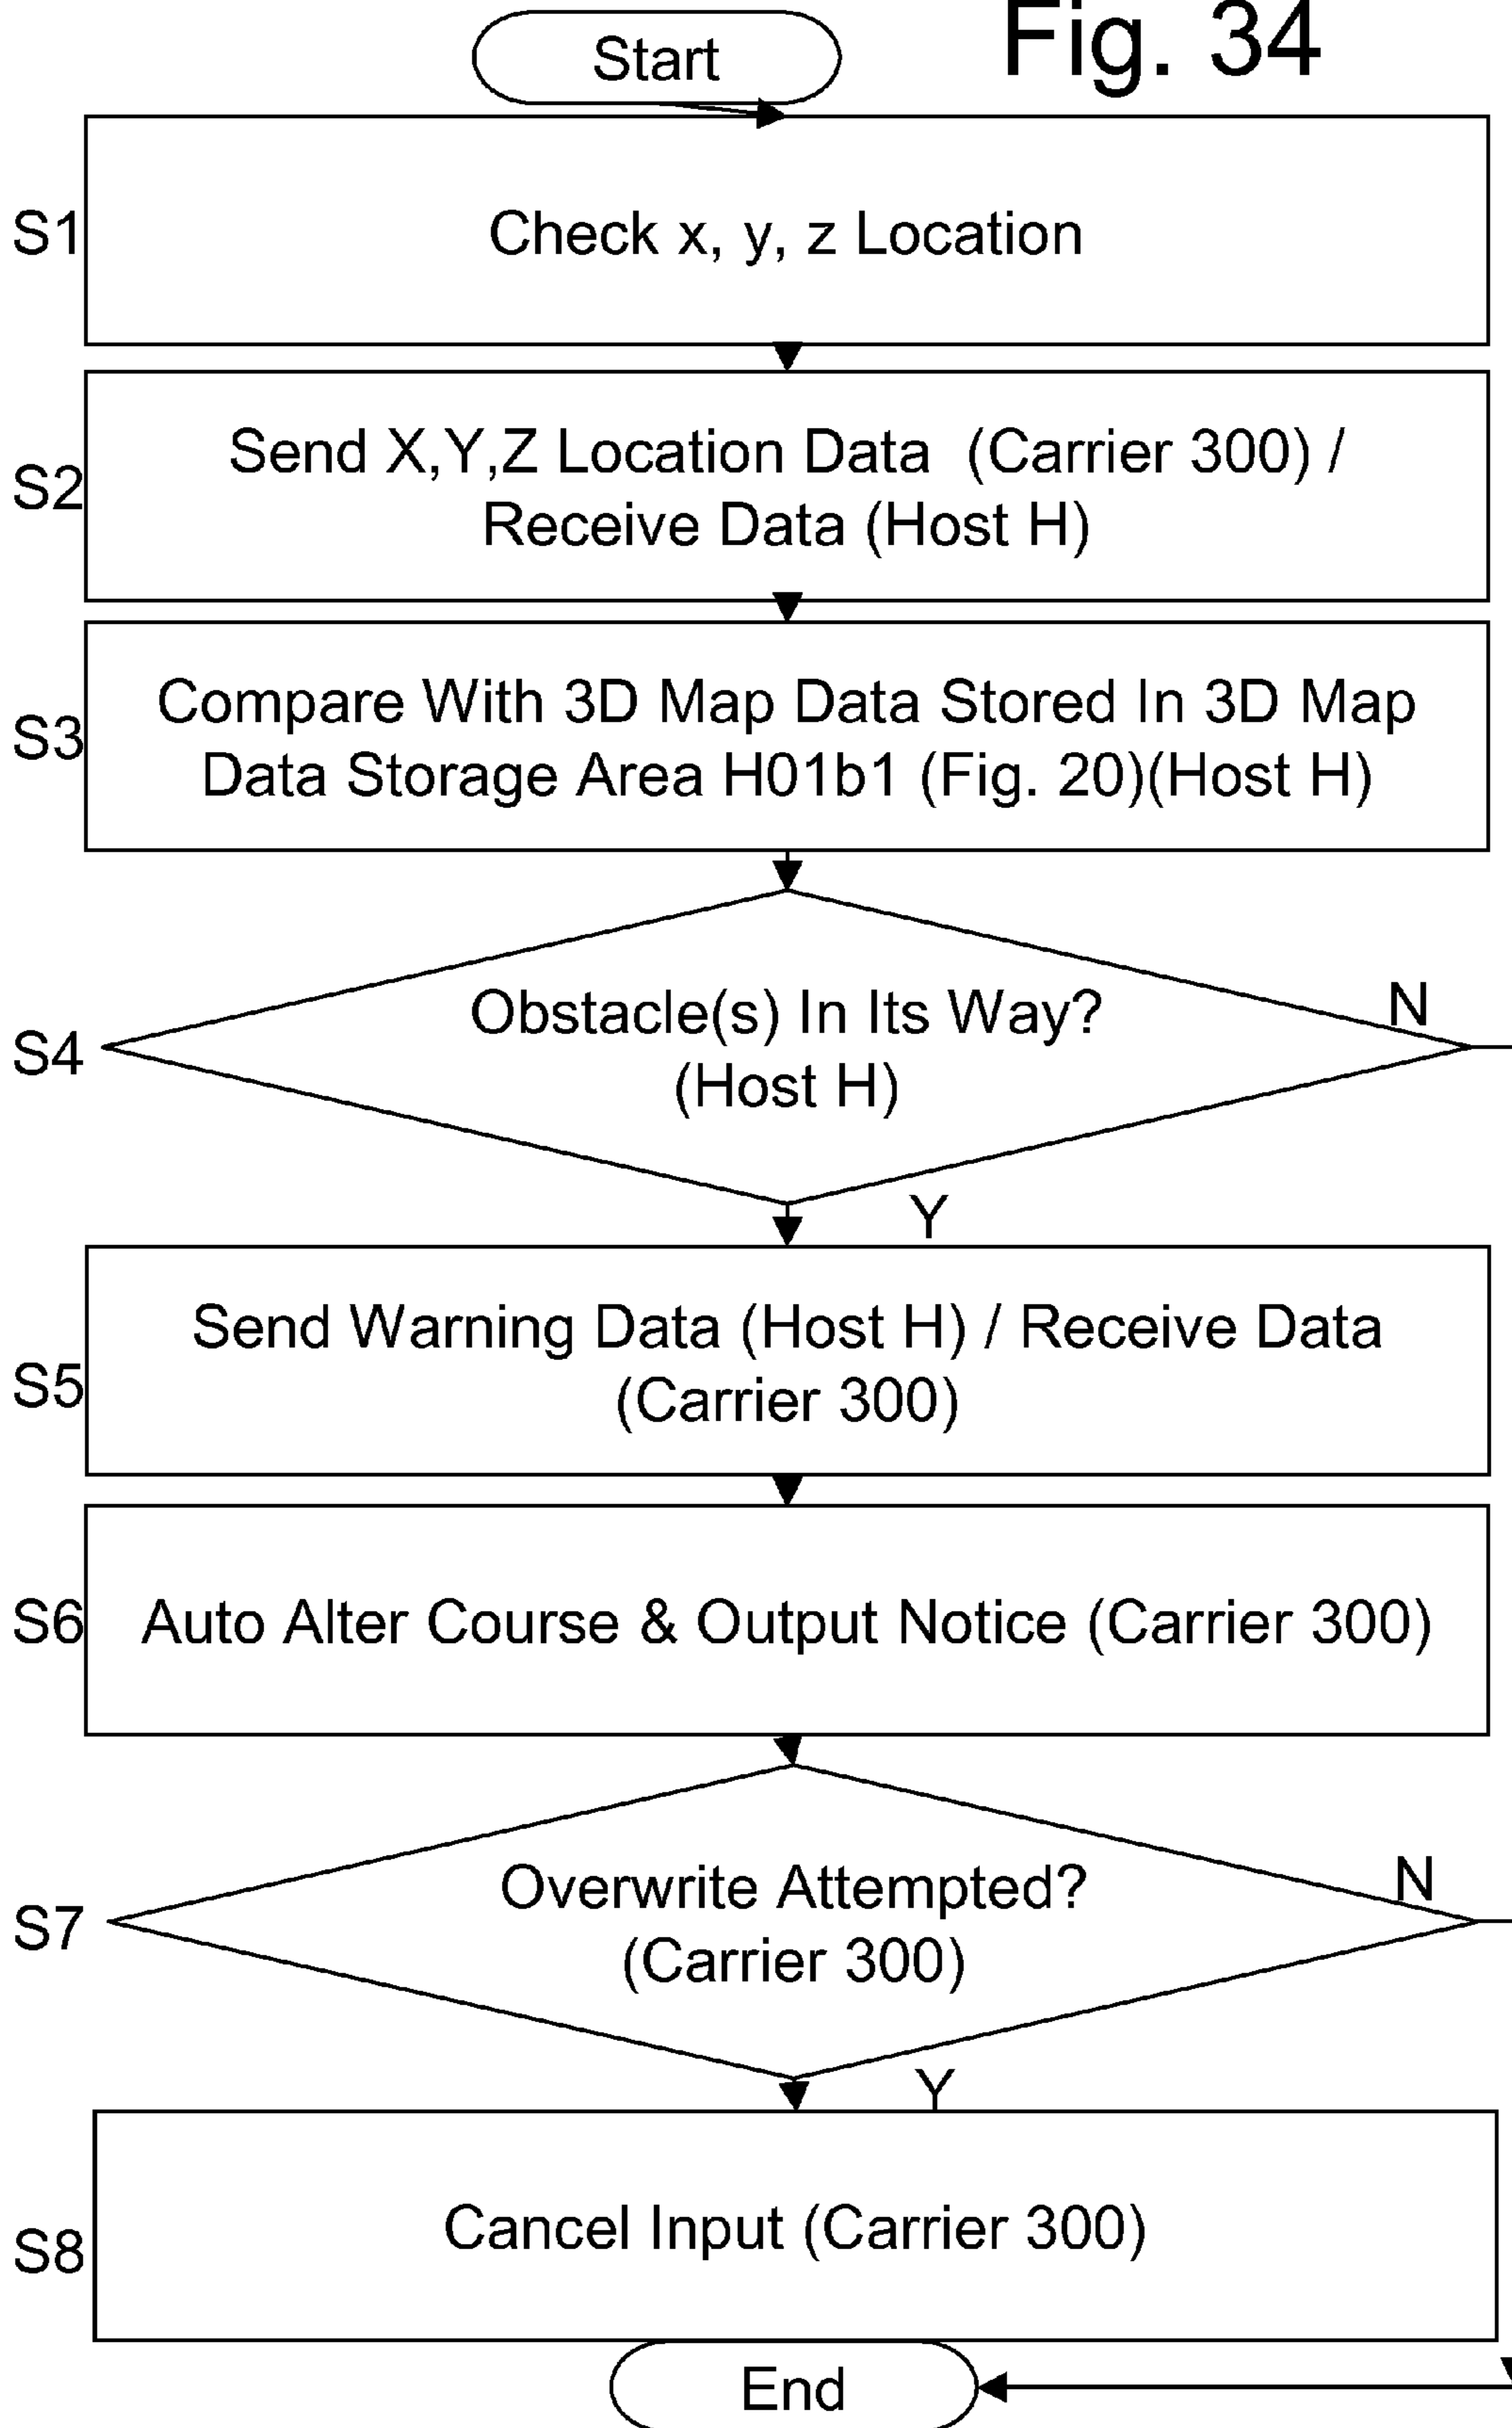 Fig. 34
Start
S1
Check x, y, z Location
S2
Send X,Y,Z Location Data (Carrier 300) /
Receive Data (Host H)
S3
Compare With 3D Map Data Stored In 3D Map
Data Storage Area H01b1 (Fig. 20)(Host H)
S4
Obstacle(s) In Its Way?
(Host H)
N
Y
S5
Send Warning Data (Host H) / Receive Data
(Carrier 300)
S6
Auto Alter Course & Output Notice (Carrier 300)
S7
Overwrite Attempted?
(Carrier 300)
N
Y
S8
Cancel Input (Carrier 300)
End